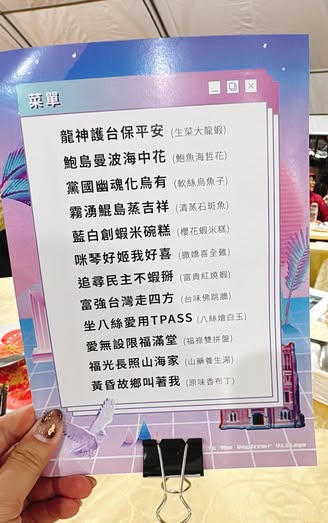 菜單
龍神護台保平安 (生菜大龍蝦)
鮑島曼波海中花 (鮑魚海哲花)
黨國幽魂化烏有 (軟絲烏魚子)
霧湧鯤島蒸吉祥 (清蒸石斑魚)
藍白創蝦米碗糕 (櫻花蝦米糕)
咪琴好姬我好喜 (撒嬌喜全雞)
追尋民主不蝦掰 (富貴紅燒蝦)
富強台灣走四方 (台味佛跳牆)
坐八絲愛用TPASS (八絲燴白玉)
愛無設限福滿堂 (福祿雙拼盤)
福光長照山海家 (山藥養生湯)
黃昏故鄉叫著我 (原味香布丁)
to The Beginner Village